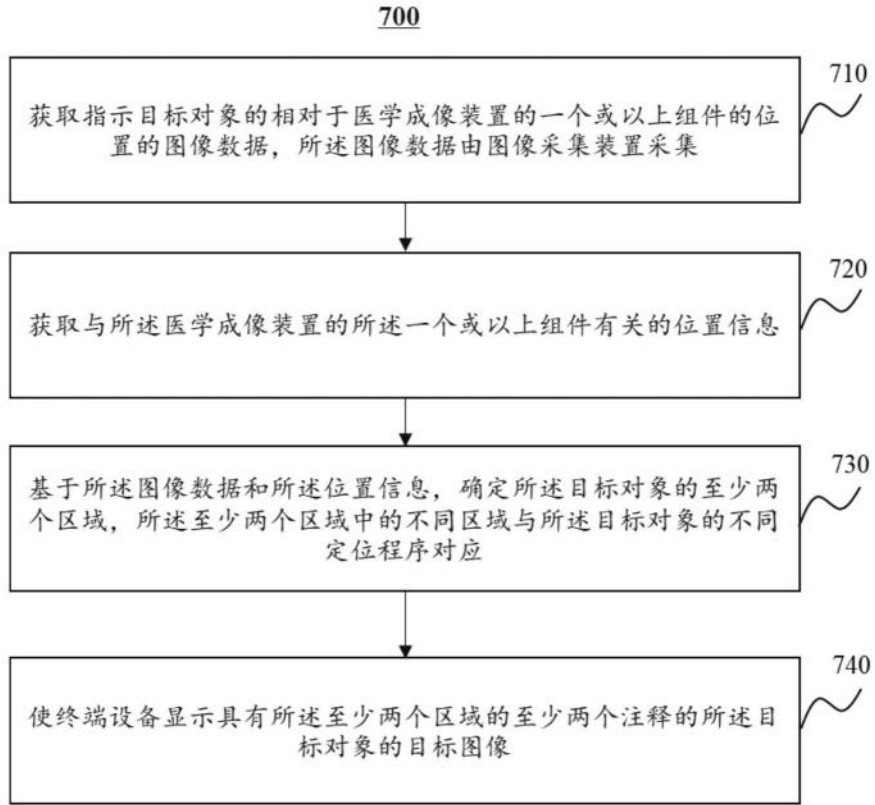 700
710
获取指示目标对象的相对于医学成像装置的一个或以上组件的位
置的图像数据，所述图像数据由图像采集装置采集
720
获取与所述医学成像装置的所述一个或以上组件有关的位置信息
730
基于所述图像数据和所述位置信息，确定所述目标对象的至少两
个区域，所述至少两个区域中的不同区域与所述目标对象的不同
定位程序对应
740
使终端设备显示具有所述至少两个区域的至少两个注释的所述目
标对象的目标图像